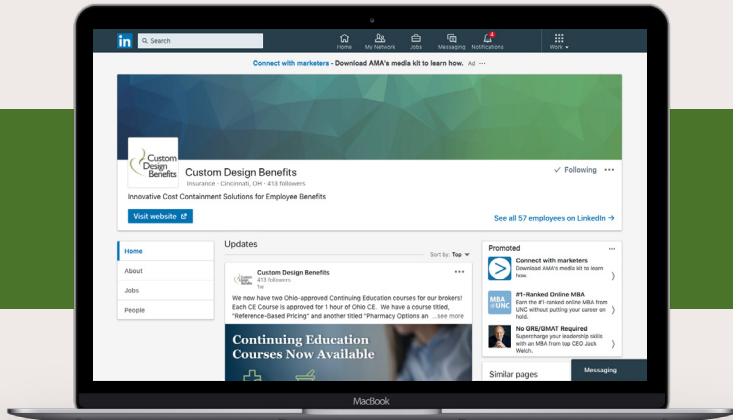 in
Search
Home
My Network
Jobs
Messaging
4
Notifications
Work
Connect with marketers - Download AMA's media kit to learn how. Ad ...
Custom
Design
Benefits
Custom Design Benefits
Insurance · Cincinnati, OH · 413 followers
Innovative Cost Containment Solutions for Employee Benefits
Following
Visit website
See all 57 employees on LinkedIn →
Home
About
Jobs
People
Updates
Sort by: Top
Custom
Design
Benefits
Custom Design Benefits
413 followers
1w
We now have two Ohio-approved Continuing Education courses for our brokers!
Each CE Course is approved for 1 hour of Ohio CE. We have a course titled,
"Reference-Based Pricing" and another titled "Pharmacy Options an ...see more
Continuing Education
Courses Now Available
Promoted
Connect with marketers
Download AMA's media kit to learn
how.
MBA
@UNC
#1-Ranked Online MBA
Earn the #1-ranked online MBA from
UNC without putting your career on
hold.
No GRE/GMAT Required
Supercharge your leadership skills
with an MBA from top CEO Jack
Welch.
Similar pages
Messaging
MacBook